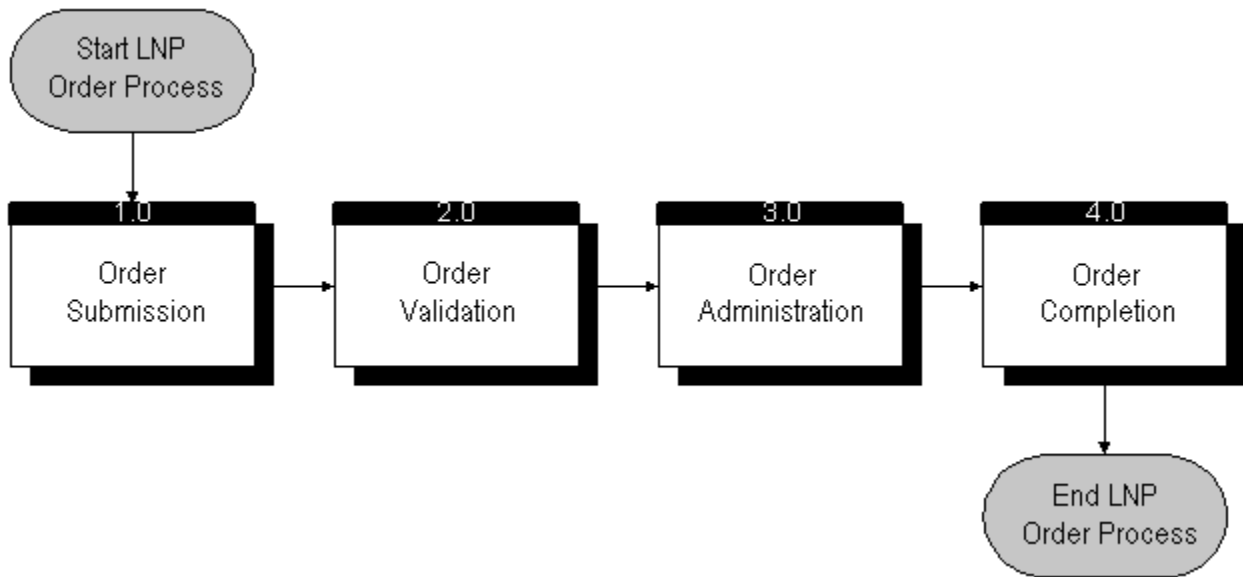 Start LNP
Order Process
1.0
Order
Submission
2.0
Order
Validation
3.0
Order
Administration
4.0
Order
Completion
End LNP
Order Process